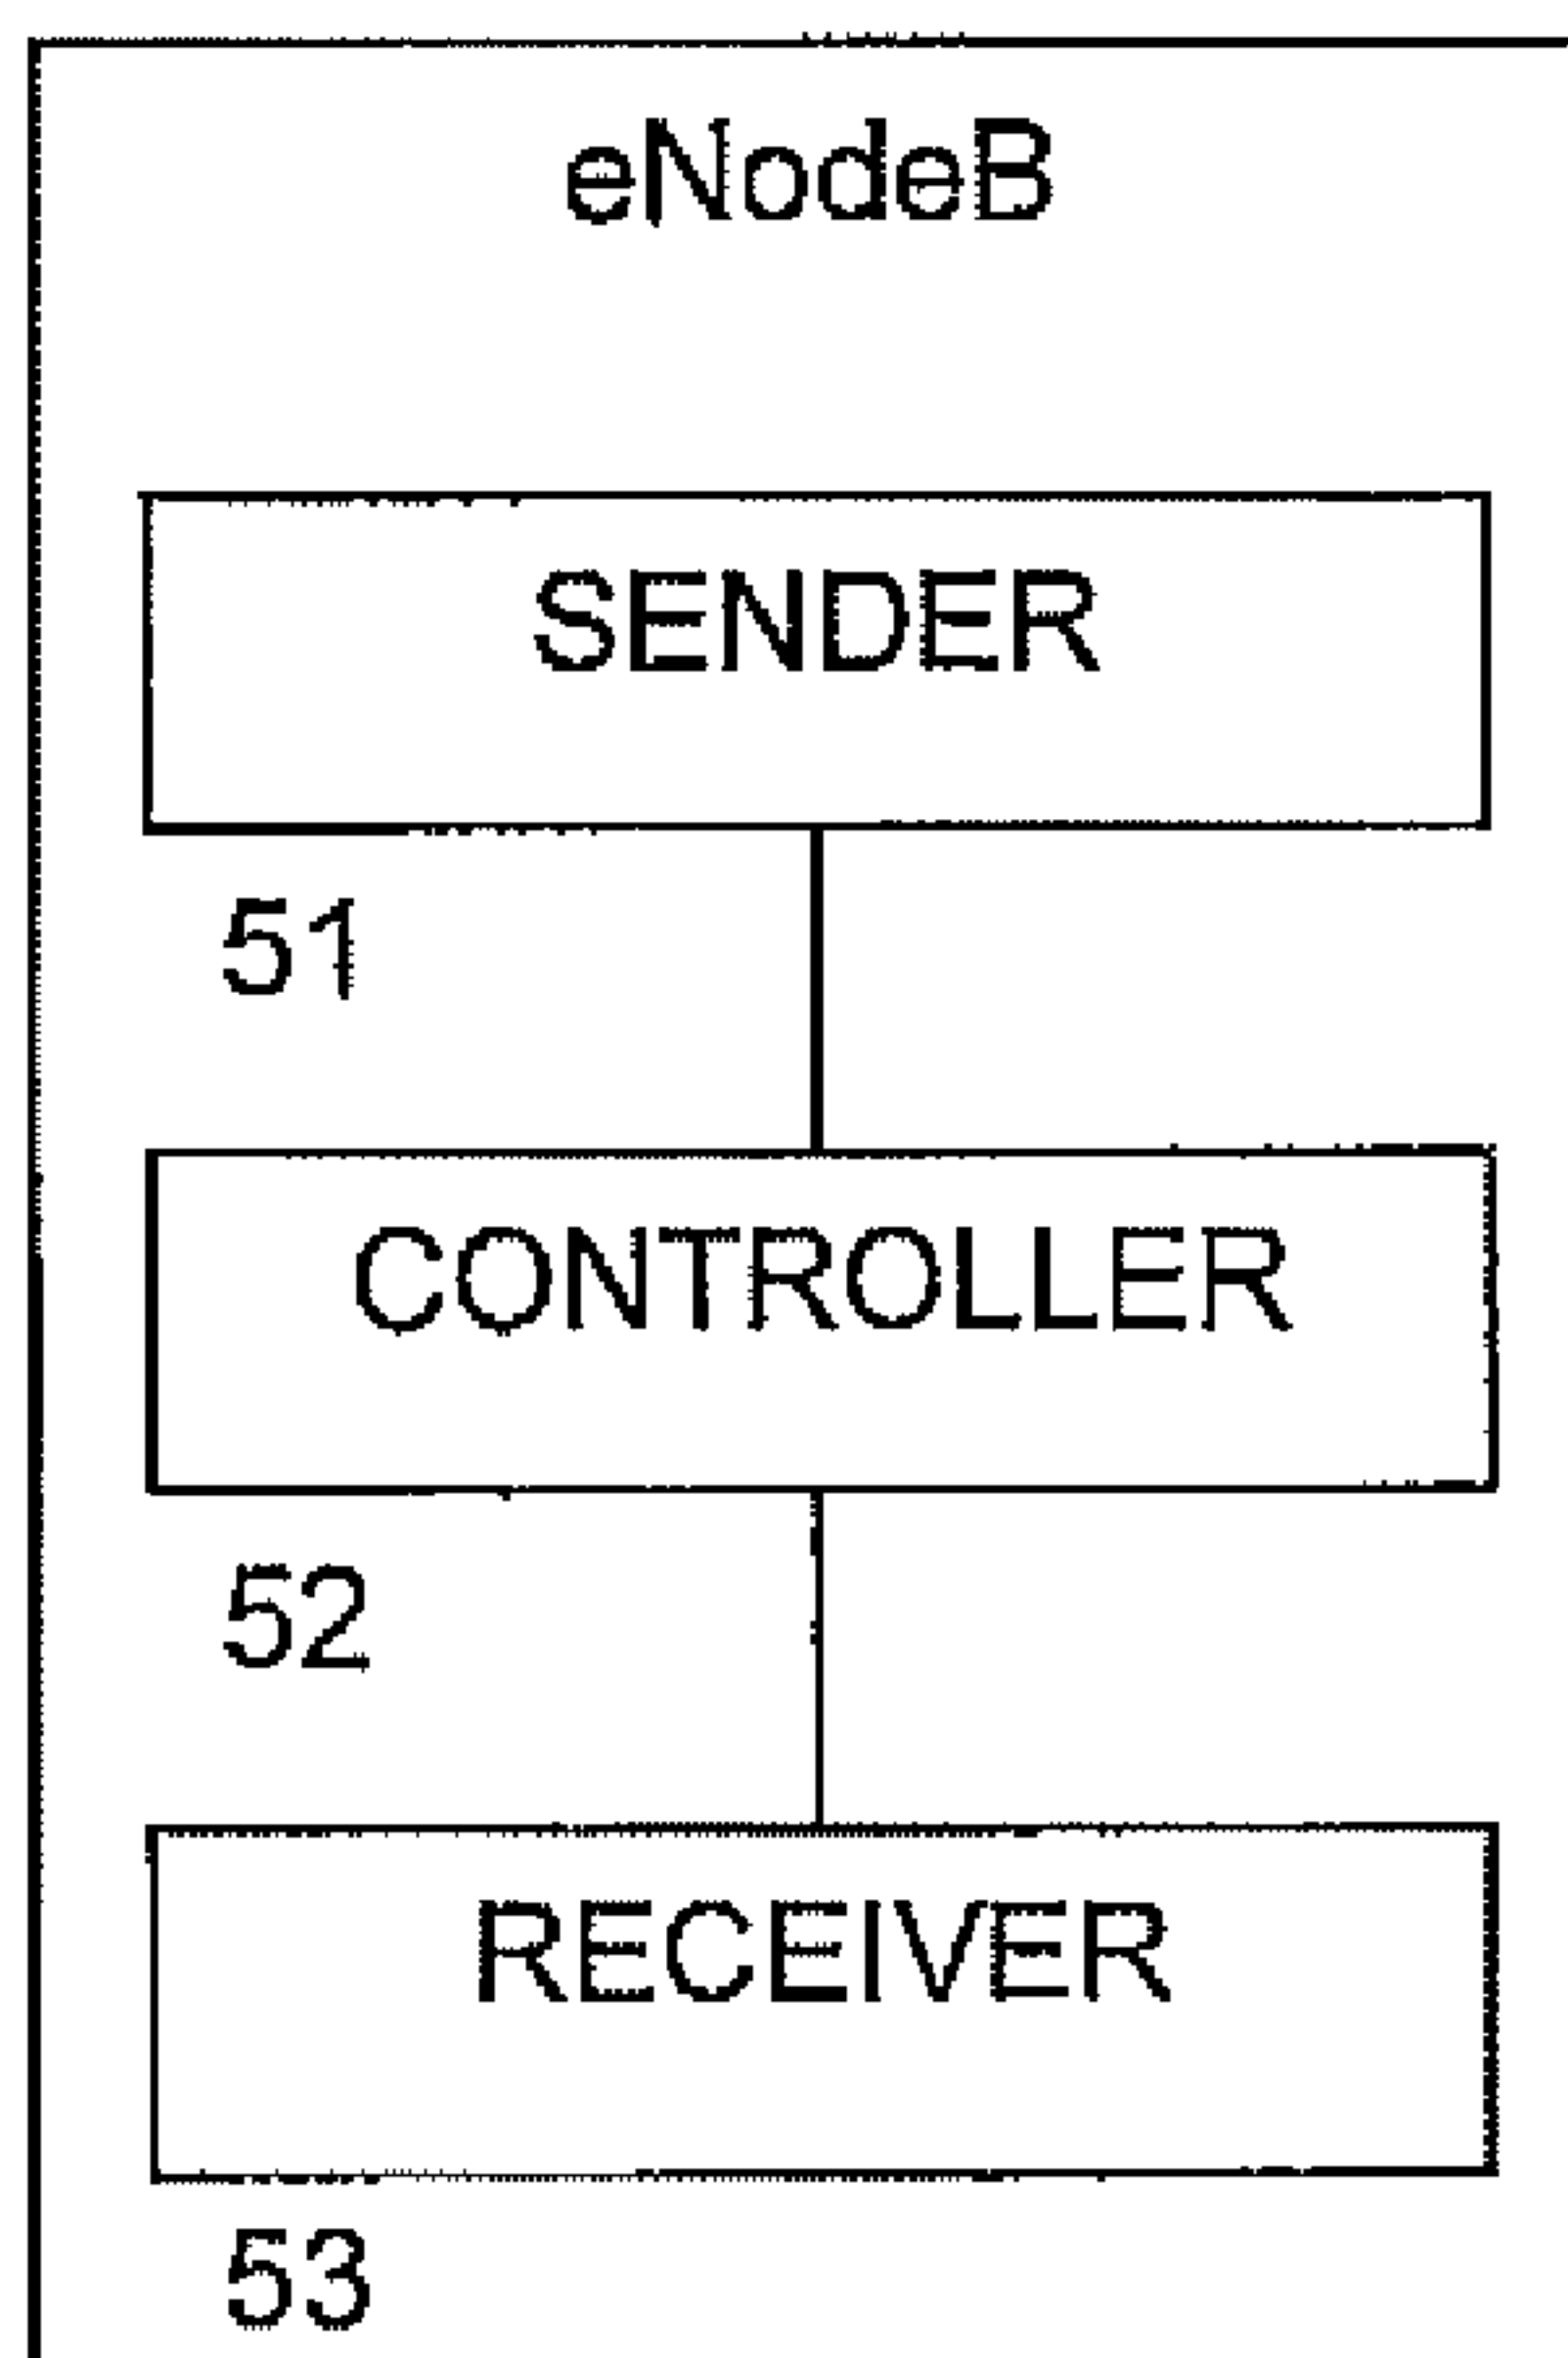 eNodeB
SENDER
51
CONTROLLER
52
RECEIVER
53